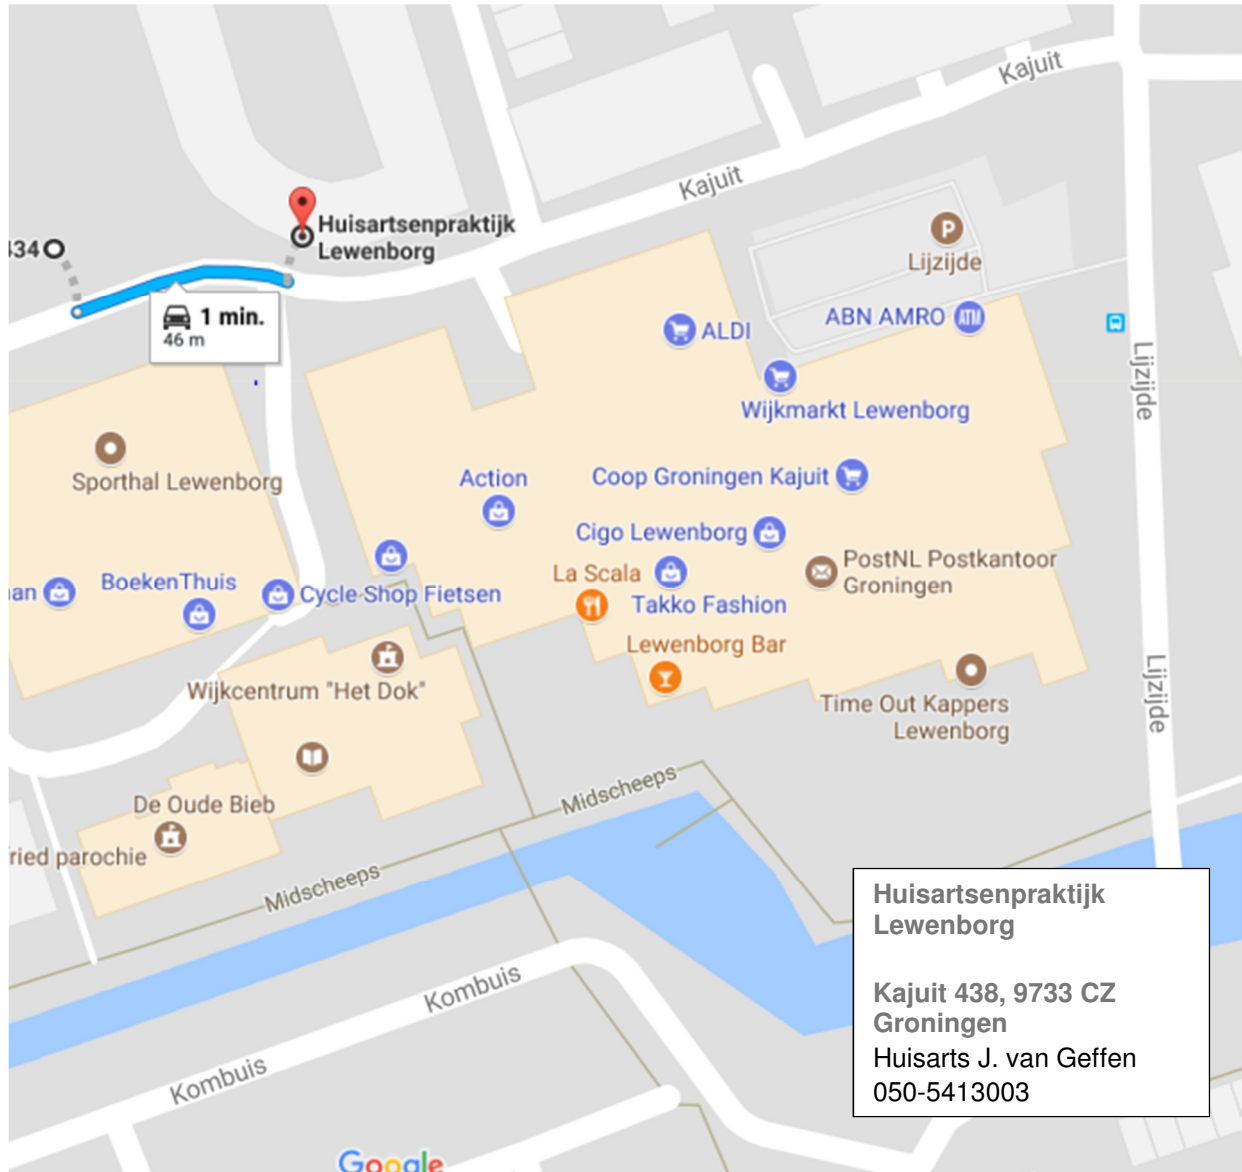 Kajuit
Kajuit
Huisartsenpraktijk
Lewenborg
434
P
Lijzijde
1 min.
46 m
ALDI
ABN AMRO
ATM
Lijzijde
Wijkmarkt Lewenborg
Sporthal Lewenborg
Action
Coop Groningen Kajuit
Cigo Lewenborg
La Scala
PostNL Postkantoor
Groningen
an
BoekenThuis
Cycle Shop Fietsen
Takko Fashion
Lewenborg Bar
Wijkcentrum "Het Dok"
Time Out Kappers
Lewenborg
Lijzijde
Midscheeps
De Oude Bieb
ried parochie
Midscheeps
Kombuis
Kombuis
Huisartsenpraktijk
Lewenborg
Kajuit 438, 9733 CZ
Groningen
Huisarts J. van Geffen
050-5413003
Google